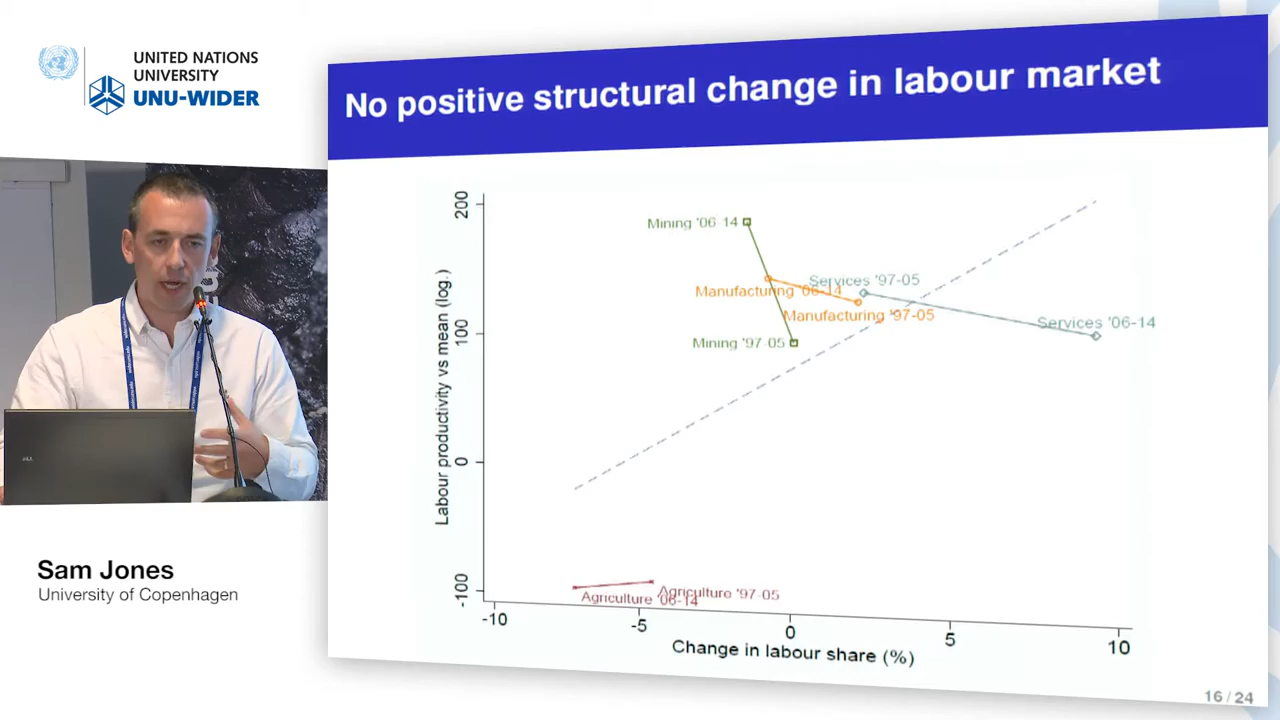 UNITED NATIONS
UNIVERSITY
UNU-WIDER
No positive structural change in labour market
200
100
0
-100
Labour productivity vs mean (log.)
Mining '06-14
Services '97-05
Manufacturing '06-14
Manufacturing '97-05
Services '06-14
Mining '97-05
Agriculture '97-05
Agriculture '06-14
-10
-5
0
5
10
Change in labour share (%)
Sam Jones
University of Copenhagen
16 / 24